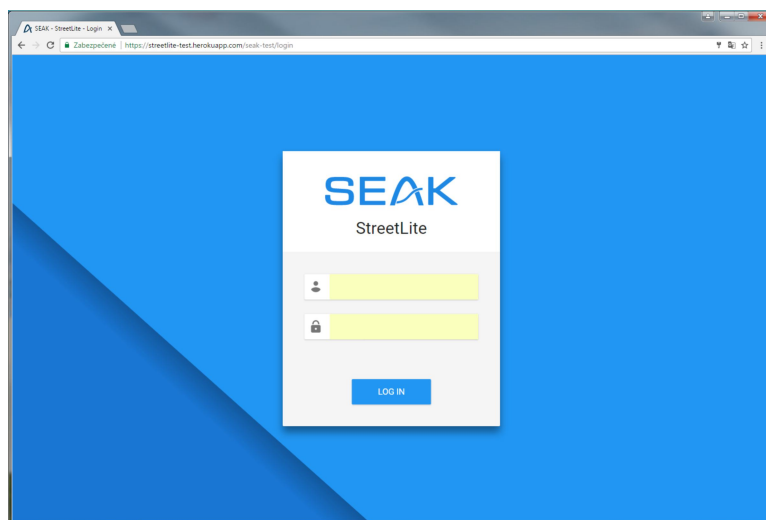 SEAK - StreetLite - Login
Zabezpečené | https://streetlite-test.herokuapp.com/seak-test/login
SEAK
StreetLite
LOG IN